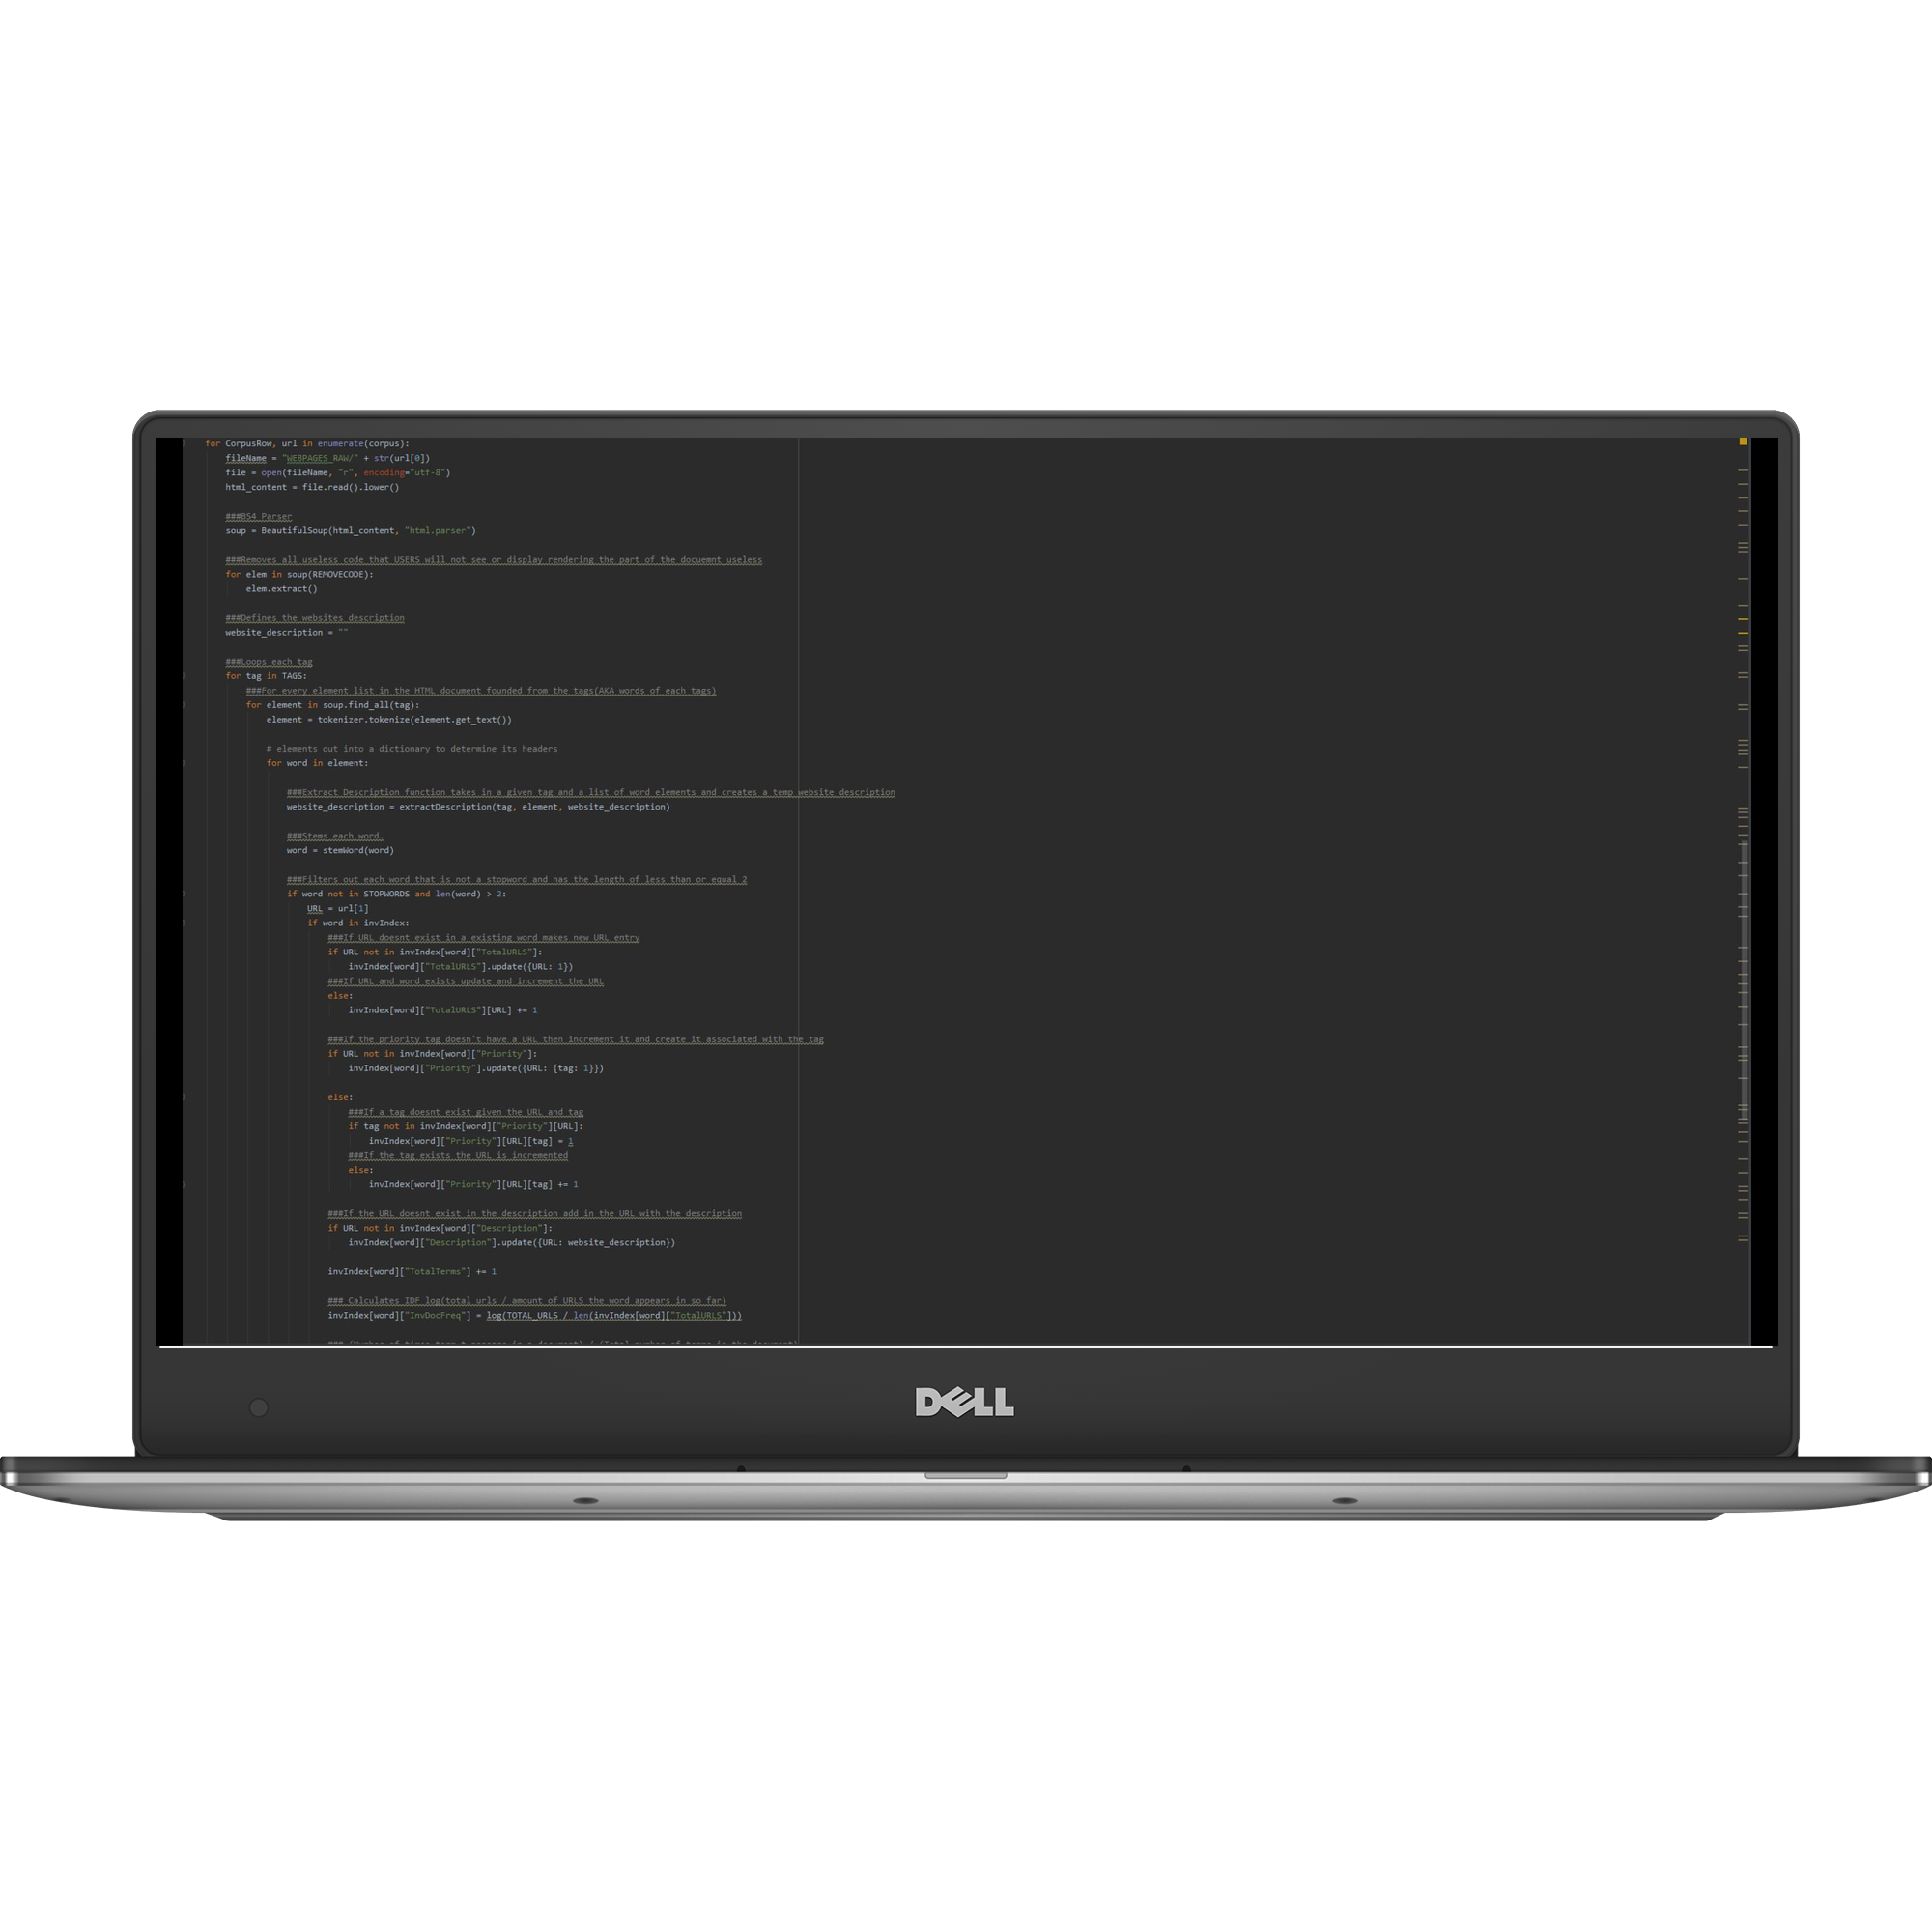 for CorpusRow, url in enumerate(corpus):
fileName = "WEBPAGES_RAW/" + str(url[0])
file = open(fileName, "r", encoding="utf-8")
html_content = file.read().lower()
###BS4 Parser
soup = BeautifulSoup(html_content, "html.parser")
###Removes all useless code that USERS will not see or display rendering the part of the docuemnt useless
for elem in soup(REMOVECODE):
elem.extract()
###Defines the websites description
website_description = ""
###Loops each tag
for tag in TAGS:
###For every element list in the HTML document founded from the tags(AKA words of each tags)
for element in soup.find_all(tag):
element = tokenizer.tokenize(element.get_text())
# elements out into a dictionary to determine its headers
for word in element:
###Extract Description function takes in a given tag and a list of word elements and creates a temp website description
website_description = extractDescription(tag, element, website_description)
###Stems each word.
word = stemWord(word)
###Filters out each word that is not a stopword and has the length of less than or equal 2
if word not in STOPWORDS and len(word) > 2:
URL = url[1]
if word in invIndex:
###If URL doesnt exist in a existing word makes new URL entry
if URL not in invIndex[word]["TotalURLS"]:
invIndex[word]["TotalURLS"].update({URL: 1})
###If URL and word exists update and increment the URL
else:
invIndex[word]["TotalURLS"][URL] += 1
###If the priority tag doesn't have a URL then increment it and create it associated with the tag
if URL not in invIndex[word]["Priority"]:
invIndex[word]["Priority"].update({URL: {tag: 1}})
else:
###If a tag doesnt exist given the URL and tag
if tag not in invIndex[word]["Priority"][URL]:
invIndex[word]["Priority"][URL][tag] = 1
###If the tag exists the URL is incremented
else:
invIndex[word]["Priority"][URL][tag] += 1
###If the URL doesnt exist in the description add in the URL with the description
if URL not in invIndex[word]["Description"]:
invIndex[word]["Description"].update({URL: website_description})
invIndex[word]["TotalTerms"] += 1
### Calculates IDF log(total urls / amount of URLS the word appears in so far)
invIndex[word]["InvDocFreq"] = log(TOTAL_URLS / len(invIndex[word]["TotalURLS"]))
DELL